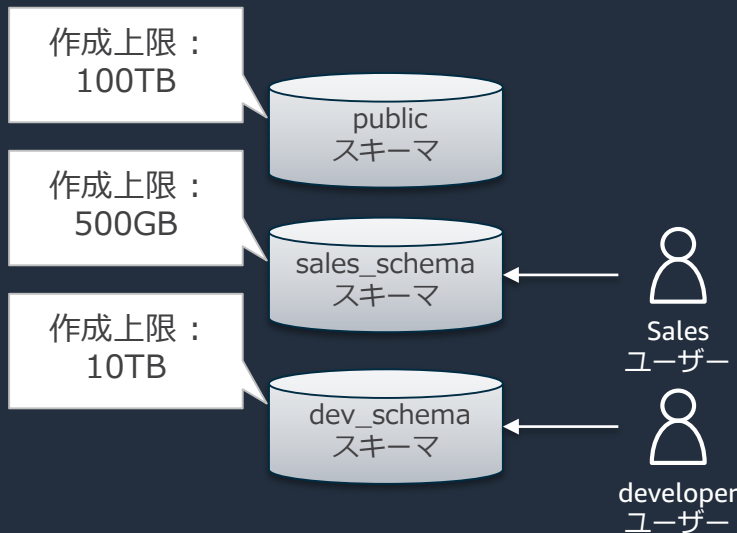 作成上限：
100TB
public
スキーマ
作成上限：
500GB
sales_schema
スキーマ
Sales
ユーザー
作成上限：
10TB
dev_schema
スキーマ
developer
ユーザー